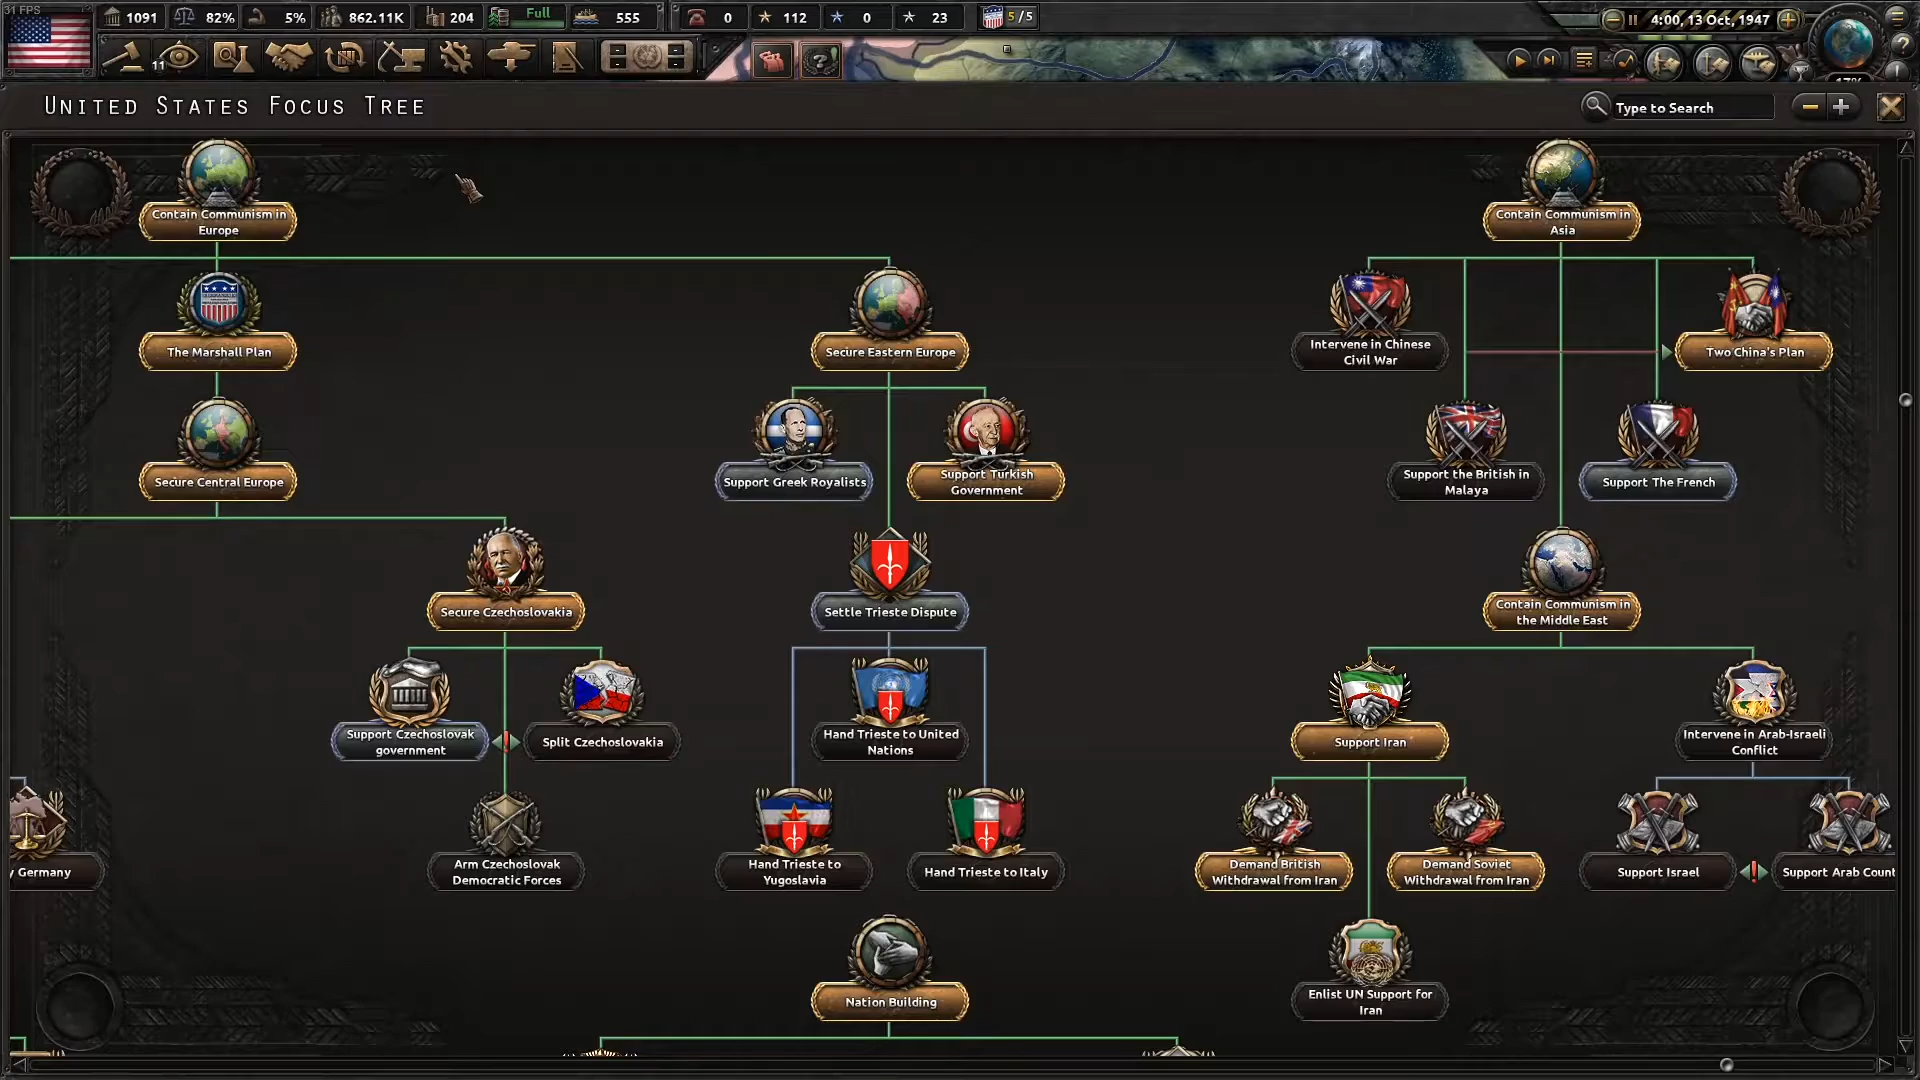 31 FPS
1091
82%
5%
862.11K
204
Full
555
0
112
0
23
5/5
4:00, 13 Oct, 1947
11
17%
United States Focus Tree
Type to Search
Contain Communism in
Europe
Contain Communism in
Asia
The Marshall Plan
Secure Eastern Europe
Intervene in Chinese
Civil War
Two China's Plan
Secure Central Europe
Support Greek Royalists
Support Turkish
Government
Support the British in
Malaya
Support The French
Secure Czechoslovakia
Settle Trieste Dispute
Contain Communism in
the Middle East
Support Czechoslovak
government
Split Czechoslovakia
Hand Trieste to United
Nations
Support Iran
Intervene in Arab-Israeli
Conflict
y Germany
Arm Czechoslovak
Democratic Forces
Hand Trieste to
Yugoslavia
Hand Trieste to Italy
Demand British
Withdrawal from Iran
Demand Soviet
Withdrawal from Iran
Support Israel
Support Arab Count
Nation Building
Enlist UN Support for
Iran